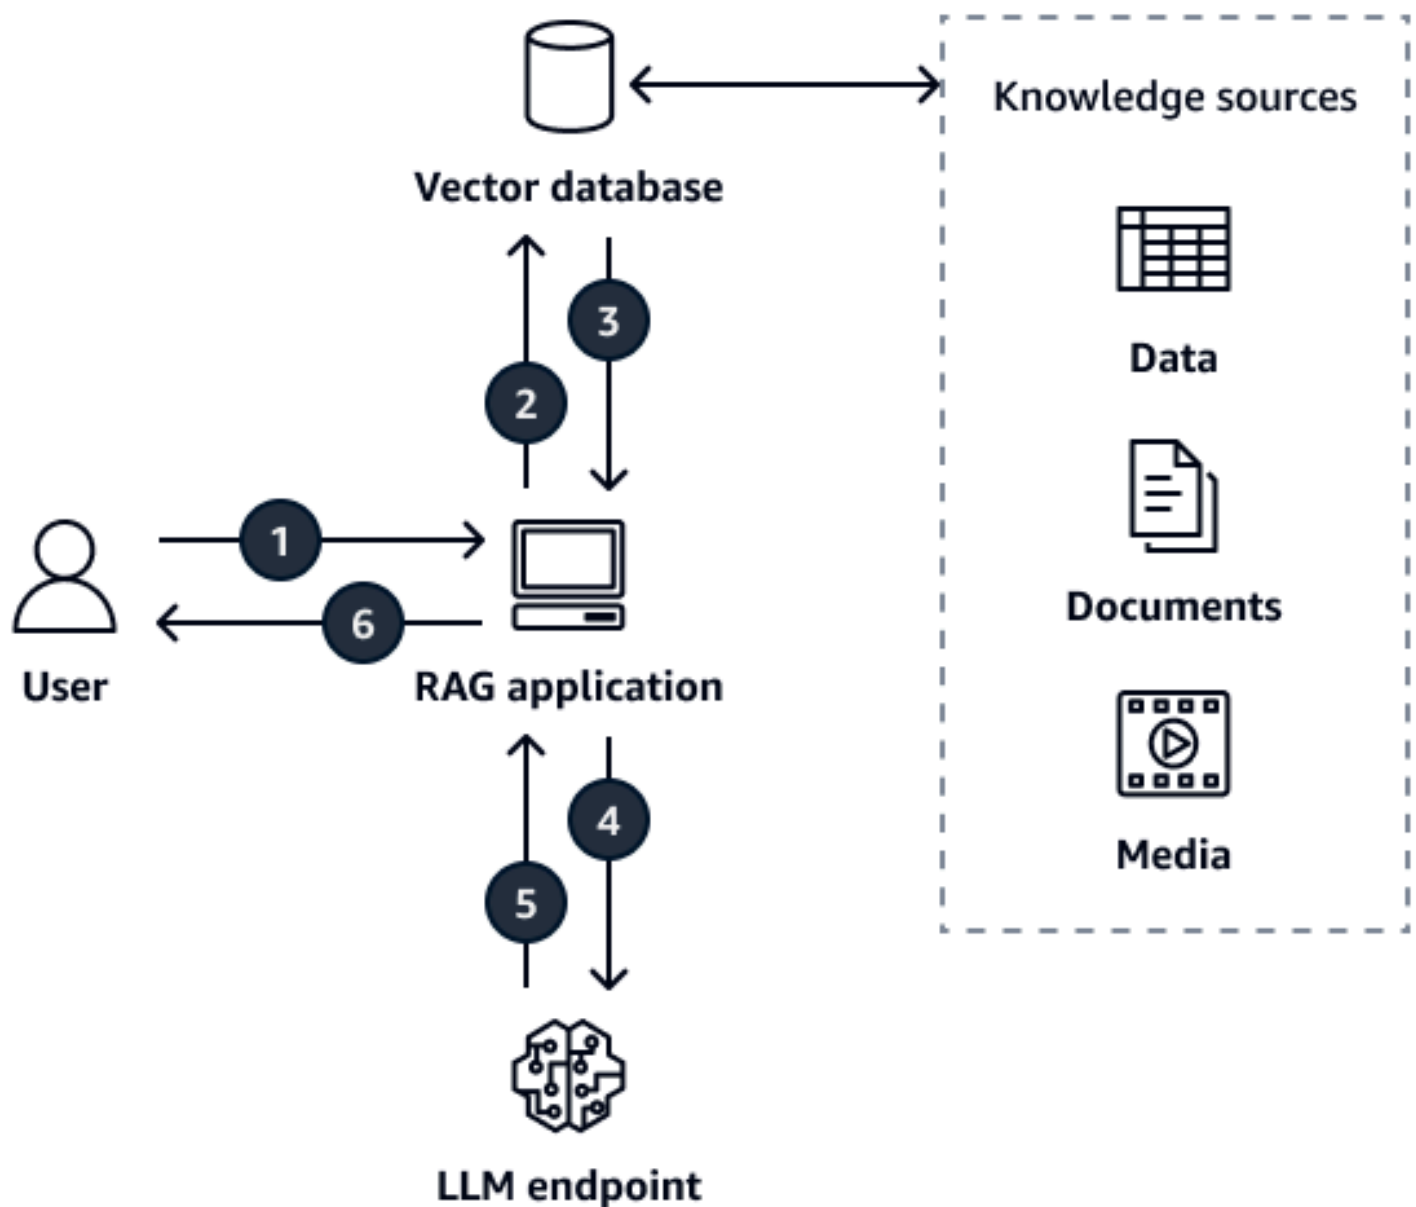 Knowledge sources
Vector database
3
Data
2
1
Documents
6
User
RAG application
4
Media
5
LLM endpoint